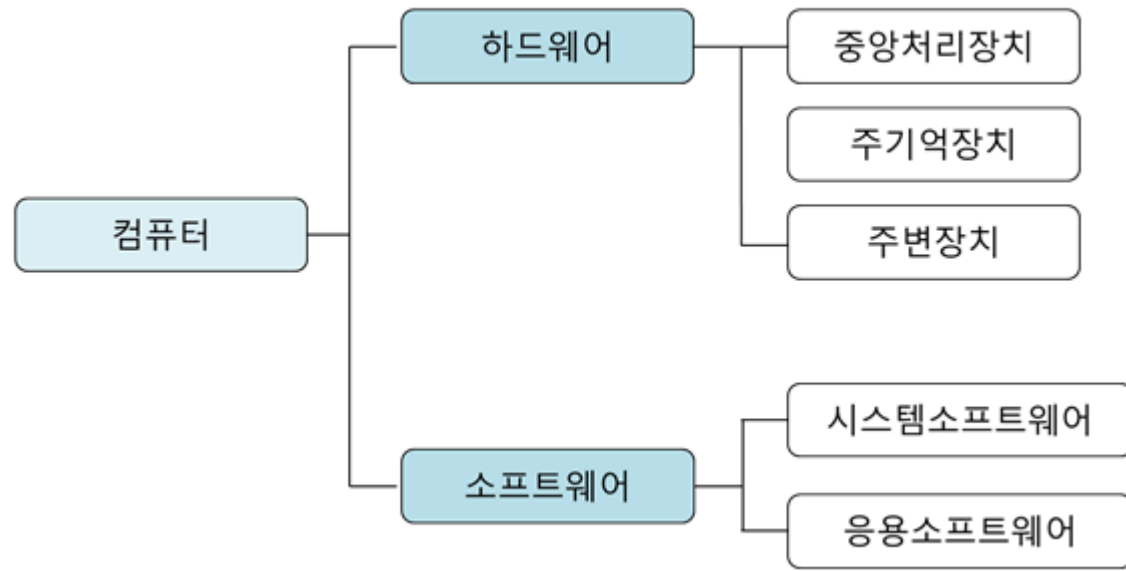 컴퓨터
하드웨어
중앙처리장치
주기억장치
주변장치
소프트웨어
시스템소프트웨어
응용소프트웨어